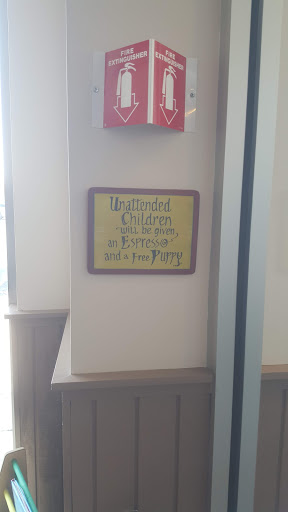 FIRE
EXTINGUISHER
FIRE
EXTINGUISHER
Unattended
Children
will be given,
an Espresso
and a Free Puppy